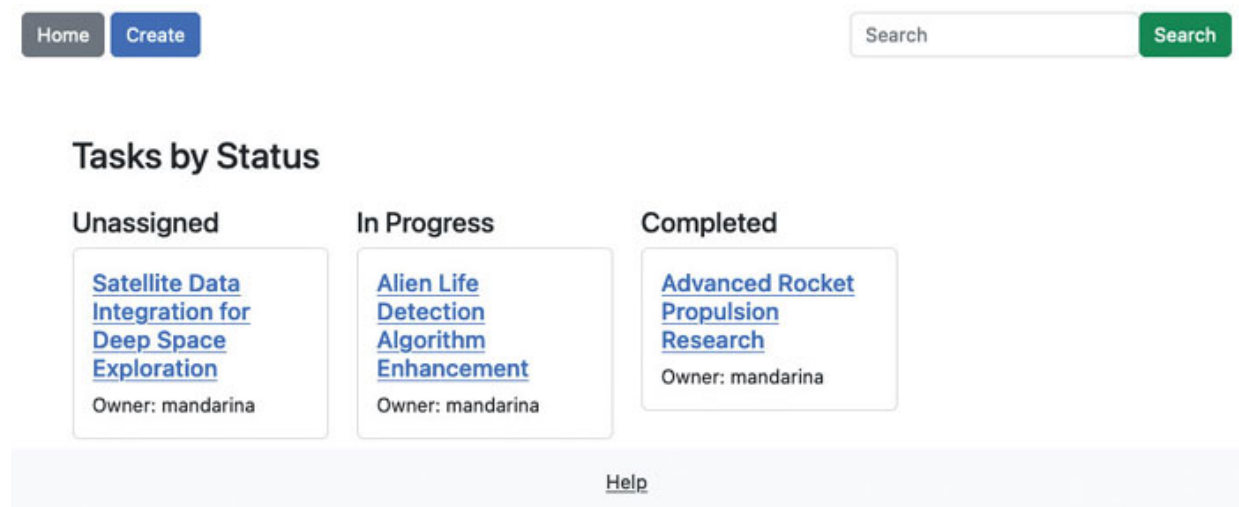 Home Create Search Search
Tasks by Status
Unassigned
Satellite Data
Integration for
Deep Space
Exploration
Owner: mandarina
In Progress
Alien Life
Detection
Algorithm
Enhancement
Owner: mandarina
Completed
Advanced Rocket
Propulsion
Research
Owner: mandarina
Help